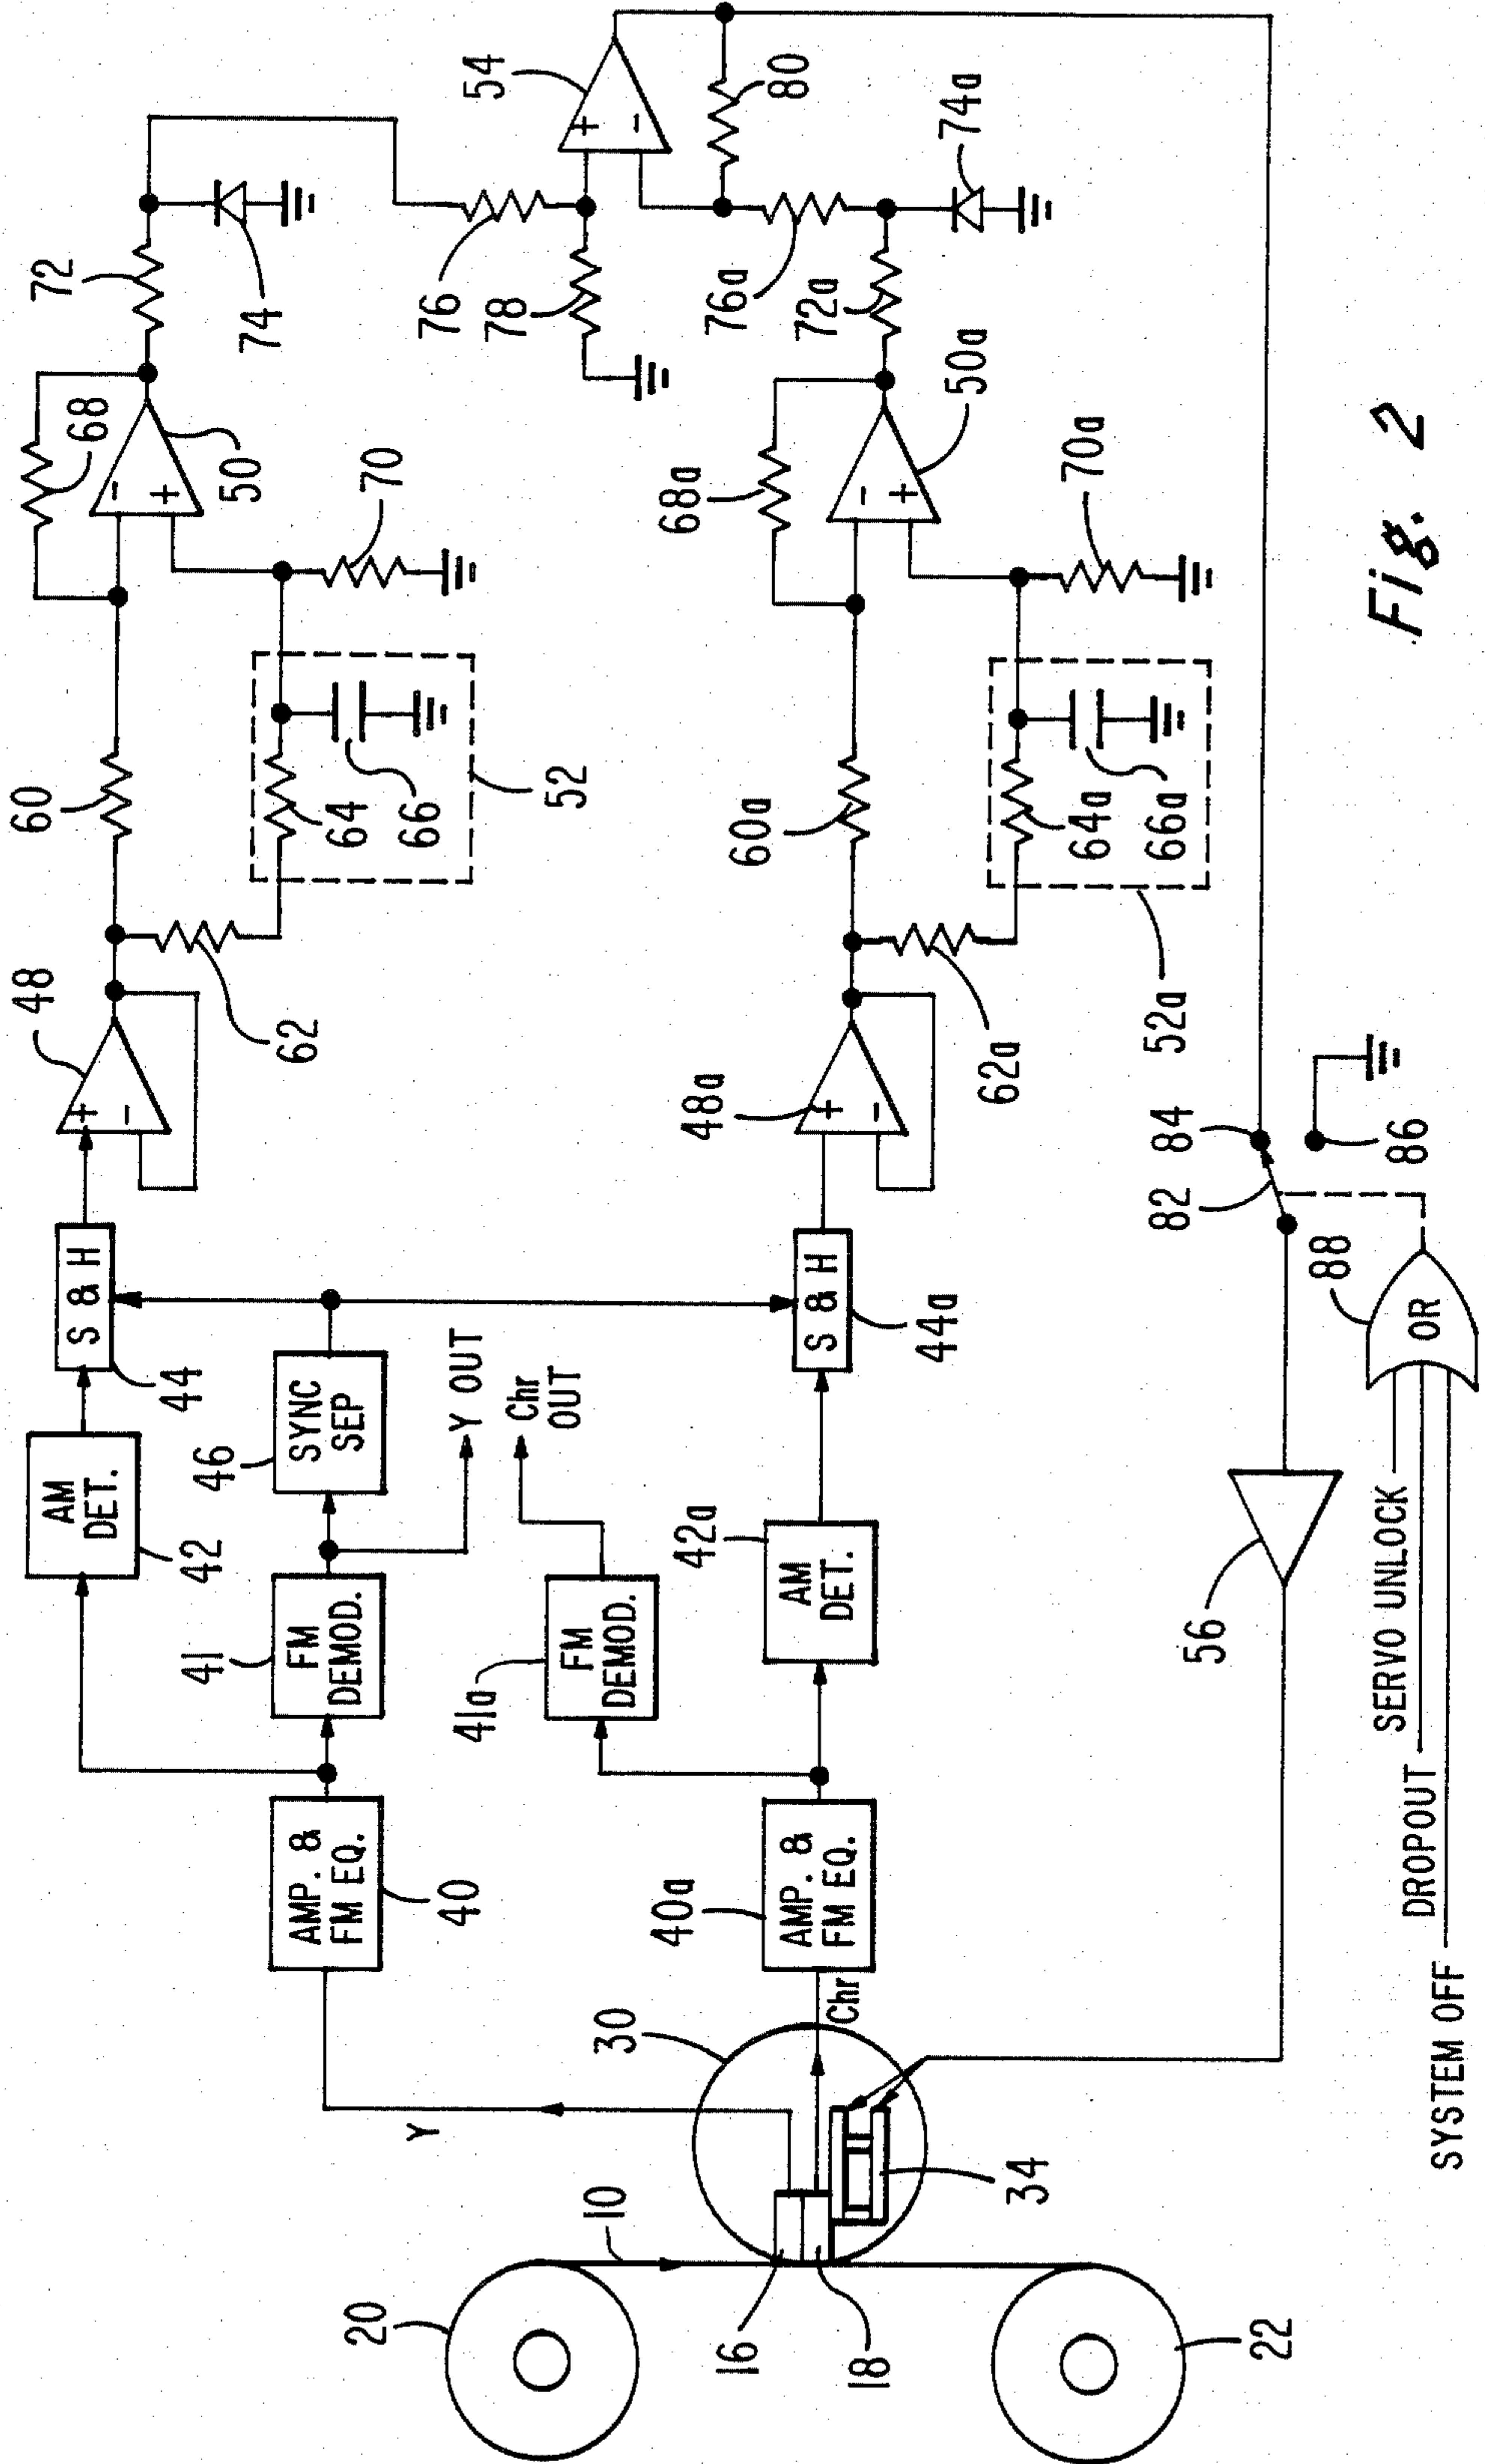 AM
DET.
42
S & H
44
+
-
48
60
68
-
+
50
72
20
10
Y
AMP. &
FM EQ.
40
41
FM
DEMOD.
46
SYNC
SEP
62
64
66
52
70
74
Y OUT
Chr
OUT
41a
FM
DEMOD.
76
78
54
+
-
80
16
18
30
Chr
40a
AMP. &
FM EQ.
42a
AM
DET.
S & H
44a
48a
+
-
60a
68a
-
+
50a
76a
72a
74a
34
62a
64a
66a
52a
70a
22
56
82
84
86
88
OR
SERVO UNLOCK
DROPOUT
SYSTEM OFF
Fig. 2